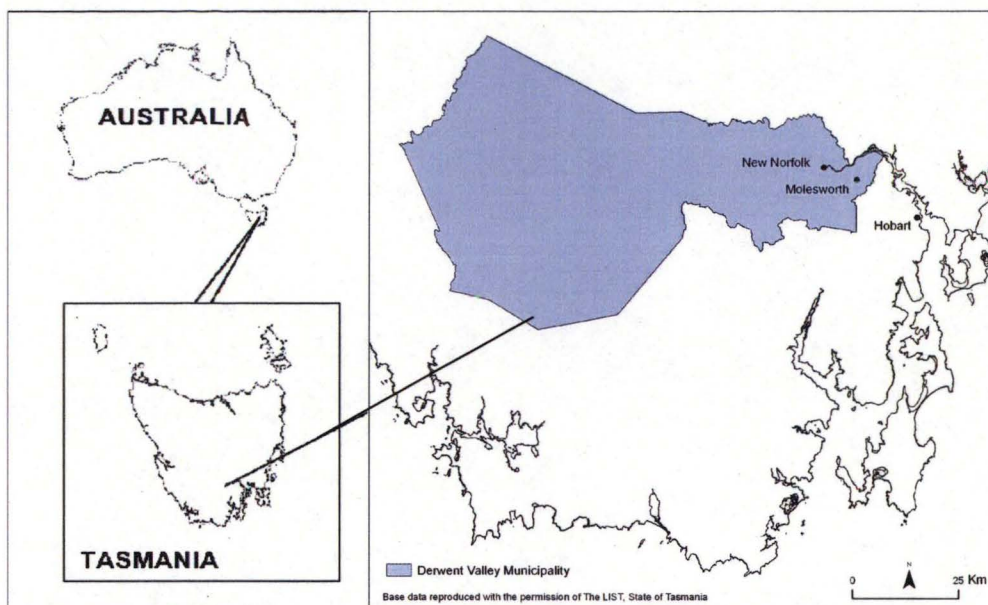 AUSTRALIA
TASMANIA
New Norfolk
Molesworth
Hobart
Derwent Valley Municipality
Base data reproduced with the permission of The LIST, State of Tasmania
N
0 25 Km